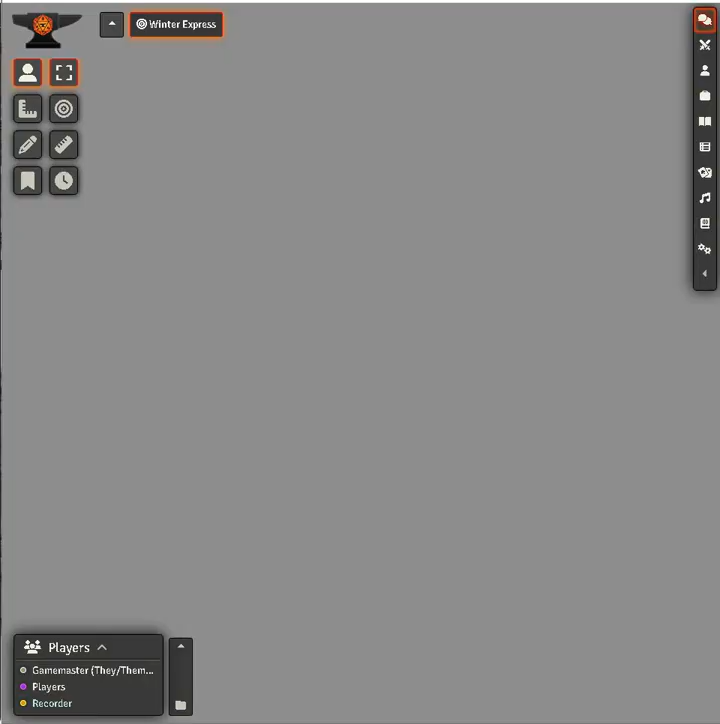 Winter Express
Players
Gamemaster (They/Them...
Players
Recorder